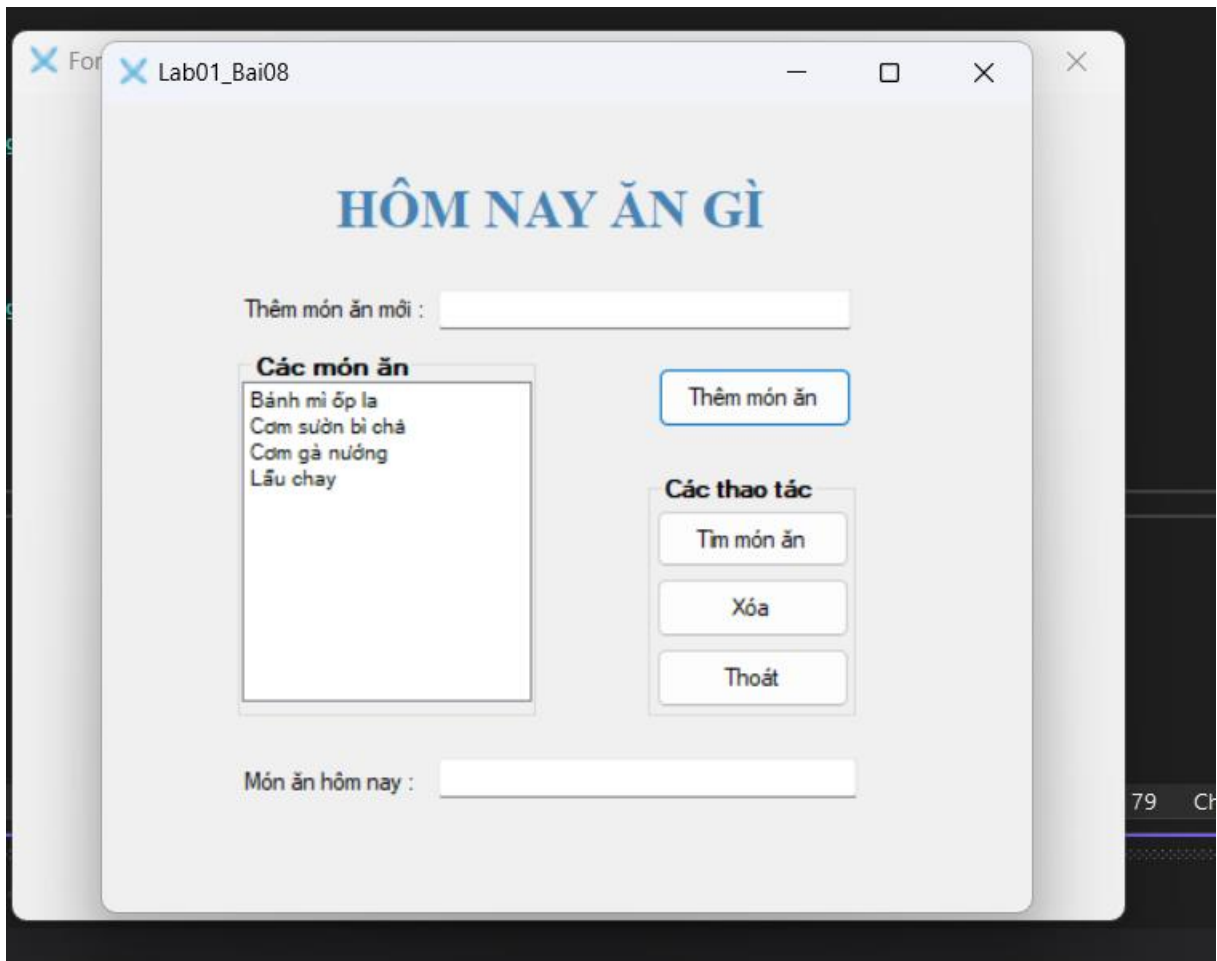 For
Lab01_Bai08
HÔM NAY ĂN GÌ
Thêm món ăn mới :
Các món ăn
Bánh mì ốp la
Cơm sườn bì chả
Cơm gà nướng
Lẩu chay
Thêm món ăn
Các thao tác
Tìm món ăn
Xóa
Thoát
Món ăn hôm nay :
79 Ch